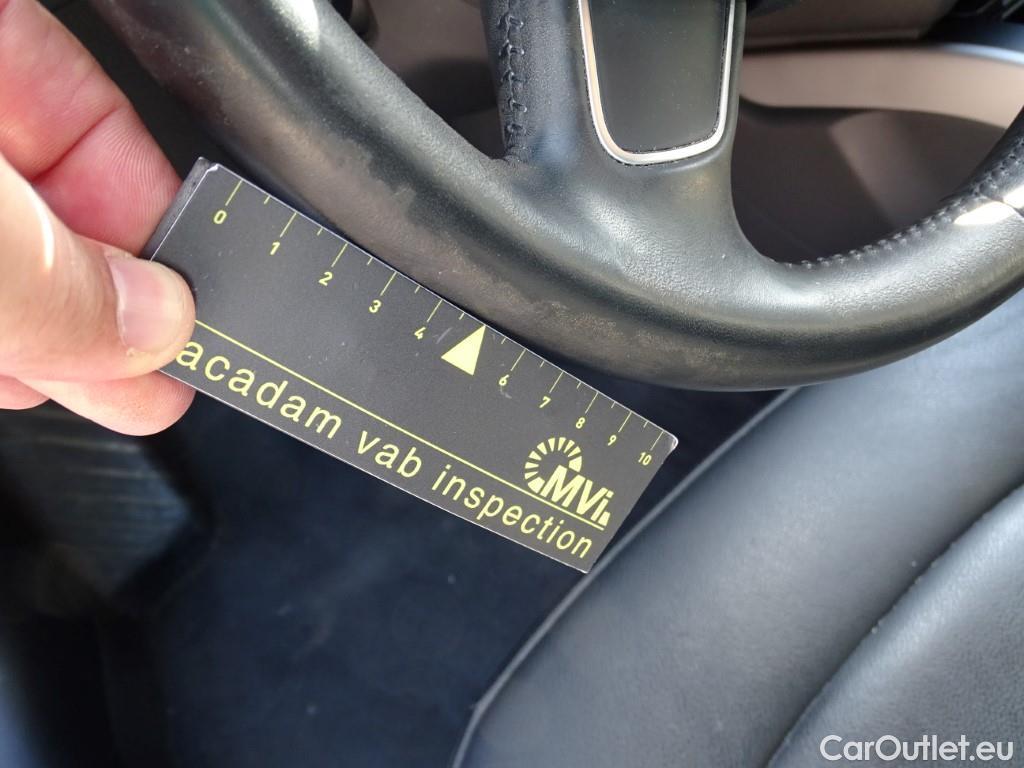 0 1 2 3 4 6 7 8 9 10
MVi
acadam vab inspection
CarOutlet.eu